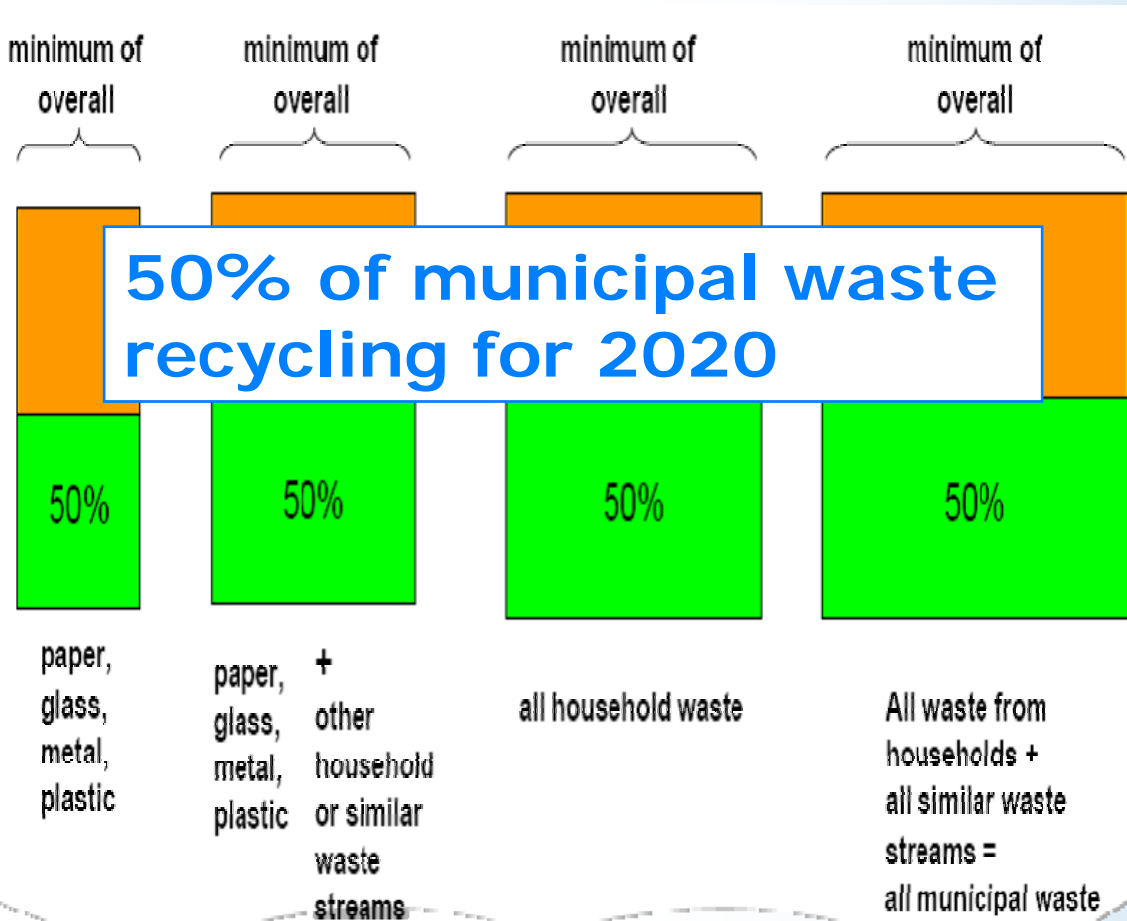 minimum of
overall
minimum of
overall
minimum of
overall
minimum of
overall
50% of municipal waste
recycling for 2020
50%
50%
50%
50%
paper,
glass,
metal,
plastic
paper,
glass,
metal,
plastic
+
other
household
or similar
waste
streams
all household waste
All waste from
households +
all similar waste
streams =
all municipal waste